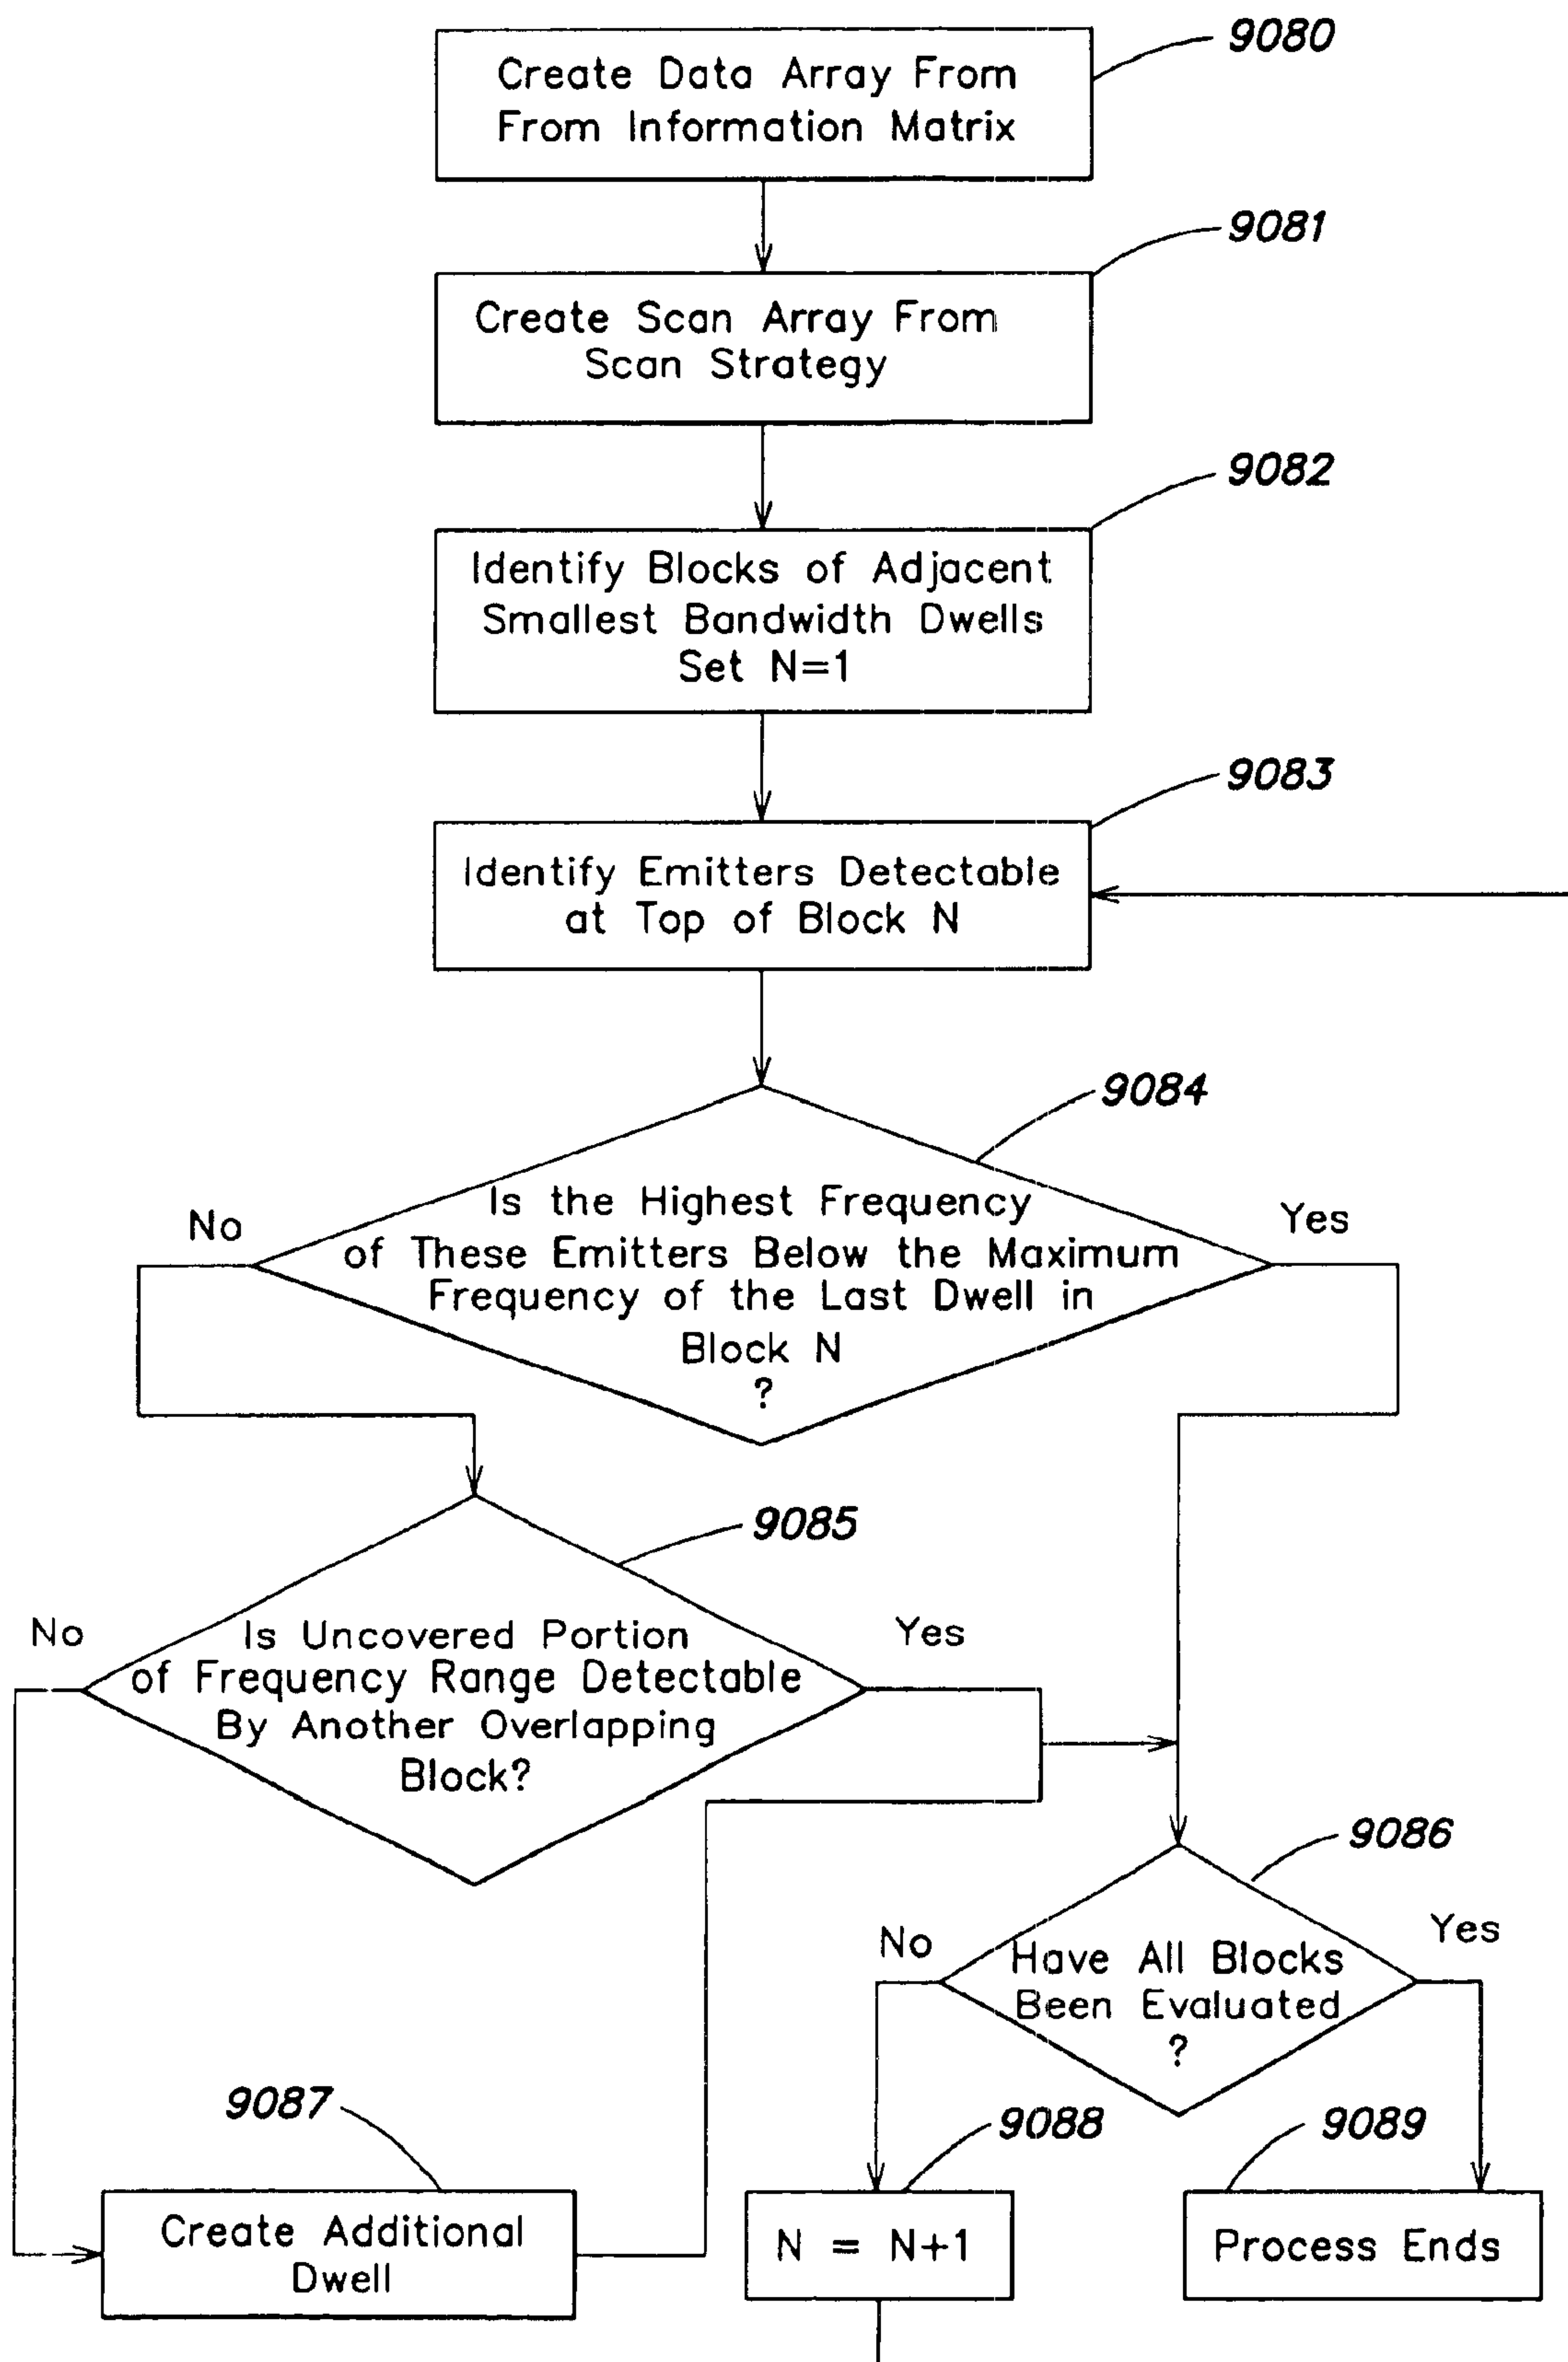 9080
Create Data Array From
From Information Matrix
9081
Create Scan Array From
Scan Strategy
9082
Identify Blocks of Adjacent
Smallest Bandwidth Dwells
Set N=1
9083
Identify Emitters Detectable
at Top of Block N
9084
Is the Highest Frequency
of These Emitters Below the Maximum
Frequency of the Last Dwell in
Block N
?
No
Yes
9085
Is Uncovered Portion
of Frequency Range Detectable
By Another Overlapping
Block?
No
Yes
9086
Have All Blocks
Been Evaluated
?
No
Yes
9087
Create Additional
Dwell
9088
N = N+1
9089
Process Ends